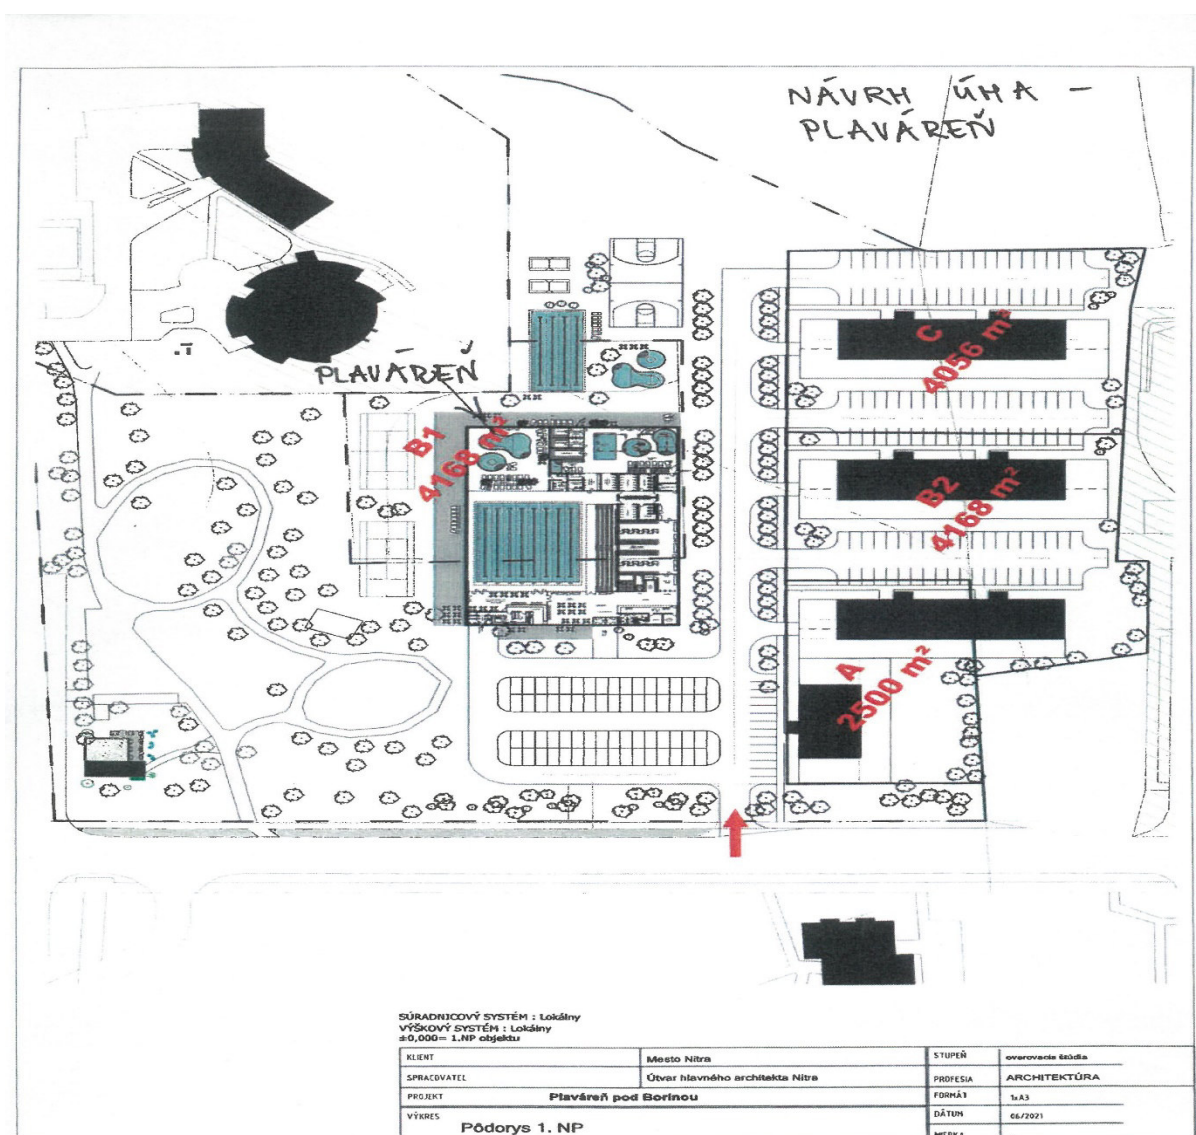 NÁVRH ÚHA -
PLAVÁREŇ
C
4056 m²
PLAVÁREŇ
B1
4168 m²
B2
4168 m²
A
2500 m²
SÚRADNICOVÝ SYSTÉM : Lokálny
VÝŠKOVÝ SYSTÉM : Lokálny
±0,000= 1.NP objektu
KLIENT Mesto Nitra
SPRACOVATEĽ Útvar hlavného architekta Nitra
PROJEKT Plaváreň pod Borinou
VÝKRES Pôdorys 1. NP
STUPEŇ overovacia štúdia
PROFESIA ARCHITEKTÚRA
FORMÁT 1xA3
DÁTUM 06/2021
MIERKA